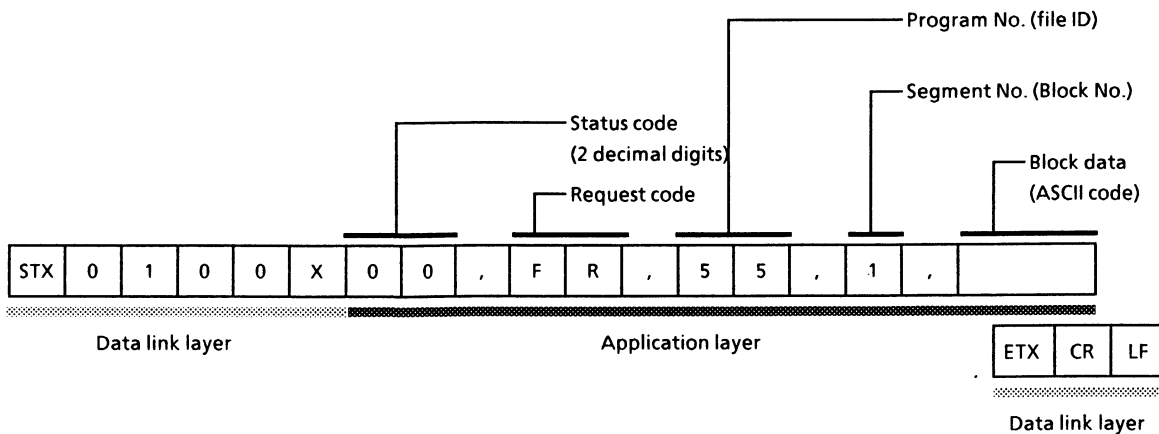 Program No. (file ID)
Segment No. (Block No.)
Status code
(2 decimal digits)
Block data
(ASCII code)
Request code
STX 0 1 0 0 X 0 0 , F R , 5 5 , 1 ,
Data link layer
Application layer
ETX CR LF
Data link layer